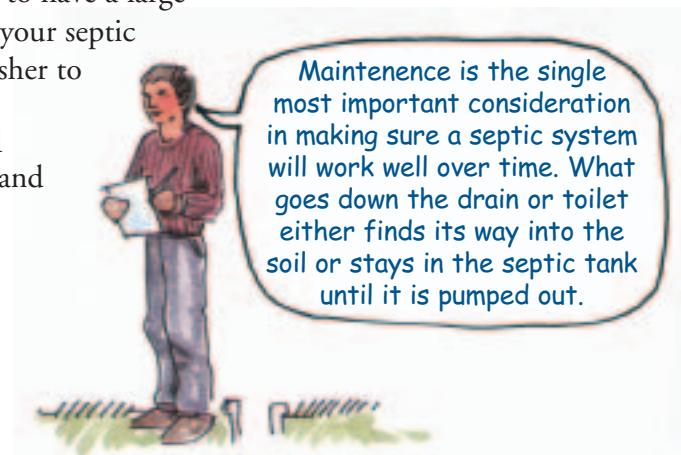 to have a large
your septic
sher to
and
Maintenence is the single
most important consideration
in making sure a septic system
will work well over time. What
goes down the drain or toilet
either finds its way into the
soil or stays in the septic tank
until it is pumped out.